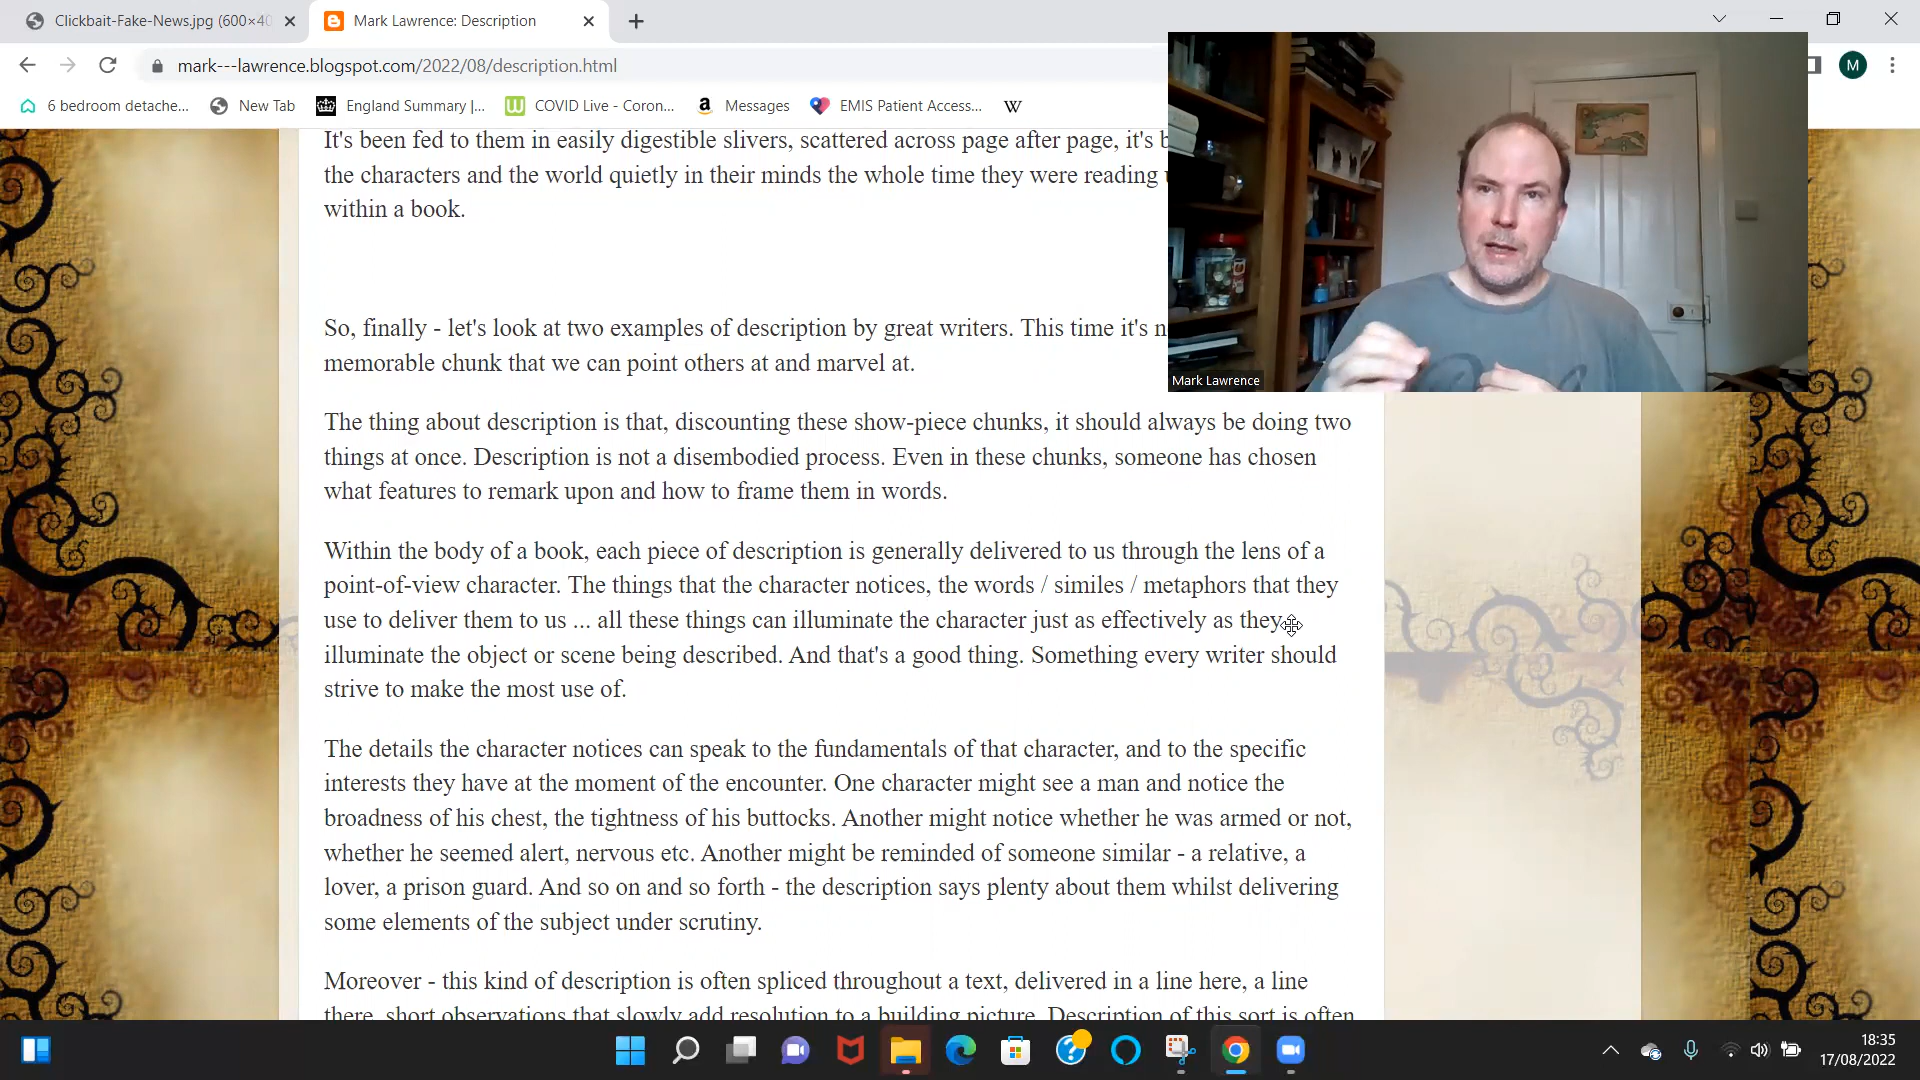 Clickbait-Fake-News.jpg (600×40
Mark Lawrence: Description
mark---lawrence.blogspot.com/2022/08/description.html
M
6 bedroom detache...
New Tab
England Summary |...
COVID Live - Coron...
Messages
EMIS Patient Access...
W
It's been fed to them in easily digestible slivers, scattered across page after page, it's b
the characters and the world quietly in their minds the whole time they were reading
within a book.
So, finally - let's look at two examples of description by great writers. This time it's n
memorable chunk that we can point others at and marvel at.
Mark Lawrence
The thing about description is that, discounting these show-piece chunks, it should always be doing two
things at once. Description is not a disembodied process. Even in these chunks, someone has chosen
what features to remark upon and how to frame them in words.
Within the body of a book, each piece of description is generally delivered to us through the lens of a
point-of-view character. The things that the character notices, the words / similes / metaphors that they
use to deliver them to us ... all these things can illuminate the character just as effectively as they
illuminate the object or scene being described. And that's a good thing. Something every writer should
strive to make the most use of.
The details the character notices can speak to the fundamentals of that character, and to the specific
interests they have at the moment of the encounter. One character might see a man and notice the
broadness of his chest, the tightness of his buttocks. Another might notice whether he was armed or not,
whether he seemed alert, nervous etc. Another might be reminded of someone similar - a relative, a
lover, a prison guard. And so on and so forth - the description says plenty about them whilst delivering
some elements of the subject under scrutiny.
Moreover - this kind of description is often spliced throughout a text, delivered in a line here, a line
there, short observations that slowly add resolution to a building picture. Description of this sort is often
18:35
17/08/2022